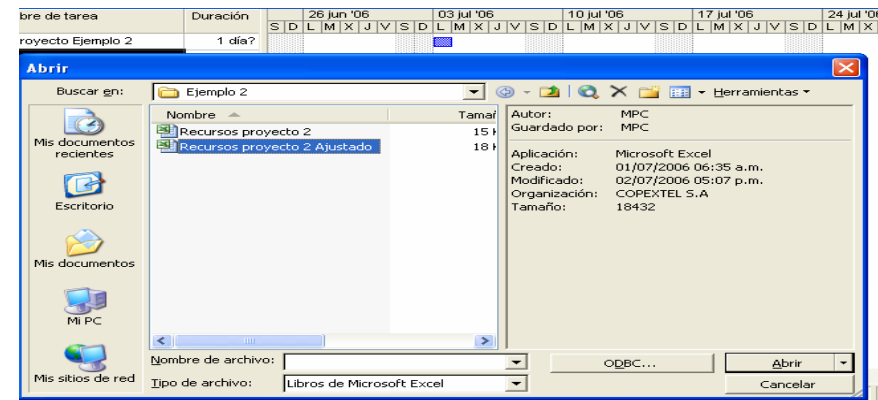 bre de tarea Duración 26 jun '06 03 jul '06 10 jul '06 17 jul '06 24 jul '0
S D L M X J V S D L M X J V S D L M X J V S D L M X J V S D L M X
royecto Ejemplo 2 1 día?
Abrir
Buscar en: Ejemplo 2 Herramientas
Nombre Tamañ
Recursos proyecto 2 15 k
Recursos proyecto 2 Ajustado 18 k
Autor: MPC
Guardado por: MPC
Aplicación: Microsoft Excel
Creado: 01/07/2006 06:35 a.m.
Modificado: 02/07/2006 05:07 p.m.
Organización: COPEXTEL S.A
Tamaño: 18432
Mis documentos
recientes
Escritorio
Mis documentos
Mi PC
Mis sitios de red
Nombre de archivo: ODBC... Abrir
Tipo de archivo: Libros de Microsoft Excel Cancelar